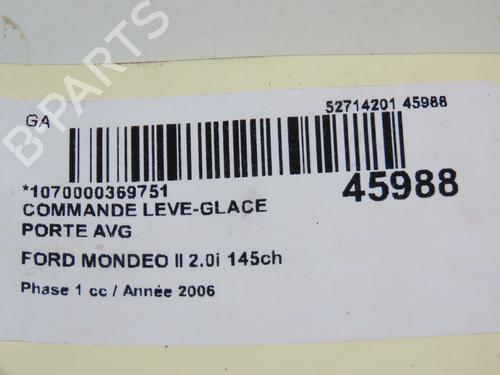 GA
52714201 45988
*1070000369751
45988
COMMANDE LEVE-GLACE
PORTE AVG
FORD MONDEO II 2.0i 145ch
Phase 1 cc / Année 2006
B-PARTS